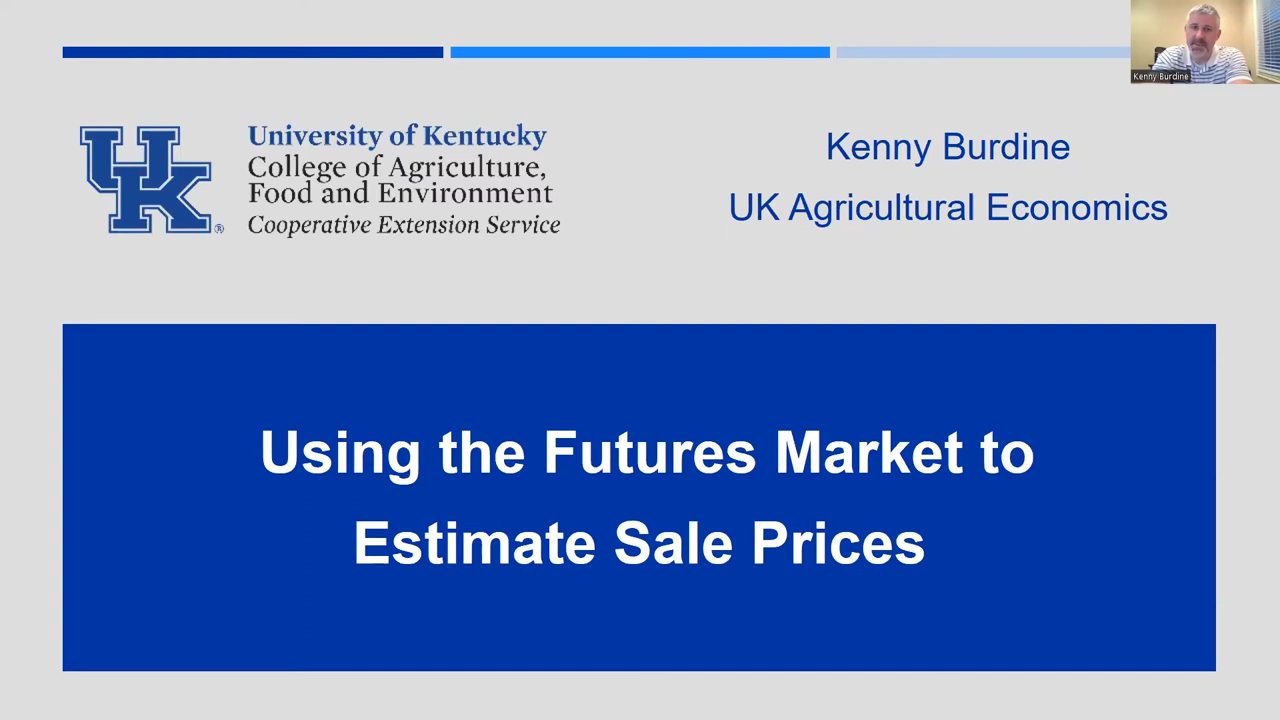 Kenny Burdine
University of Kentucky
College of Agriculture,
Food and Environment
Cooperative Extension Service
UK
®
Kenny Burdine
UK Agricultural Economics
Using the Futures Market to
Estimate Sale Prices